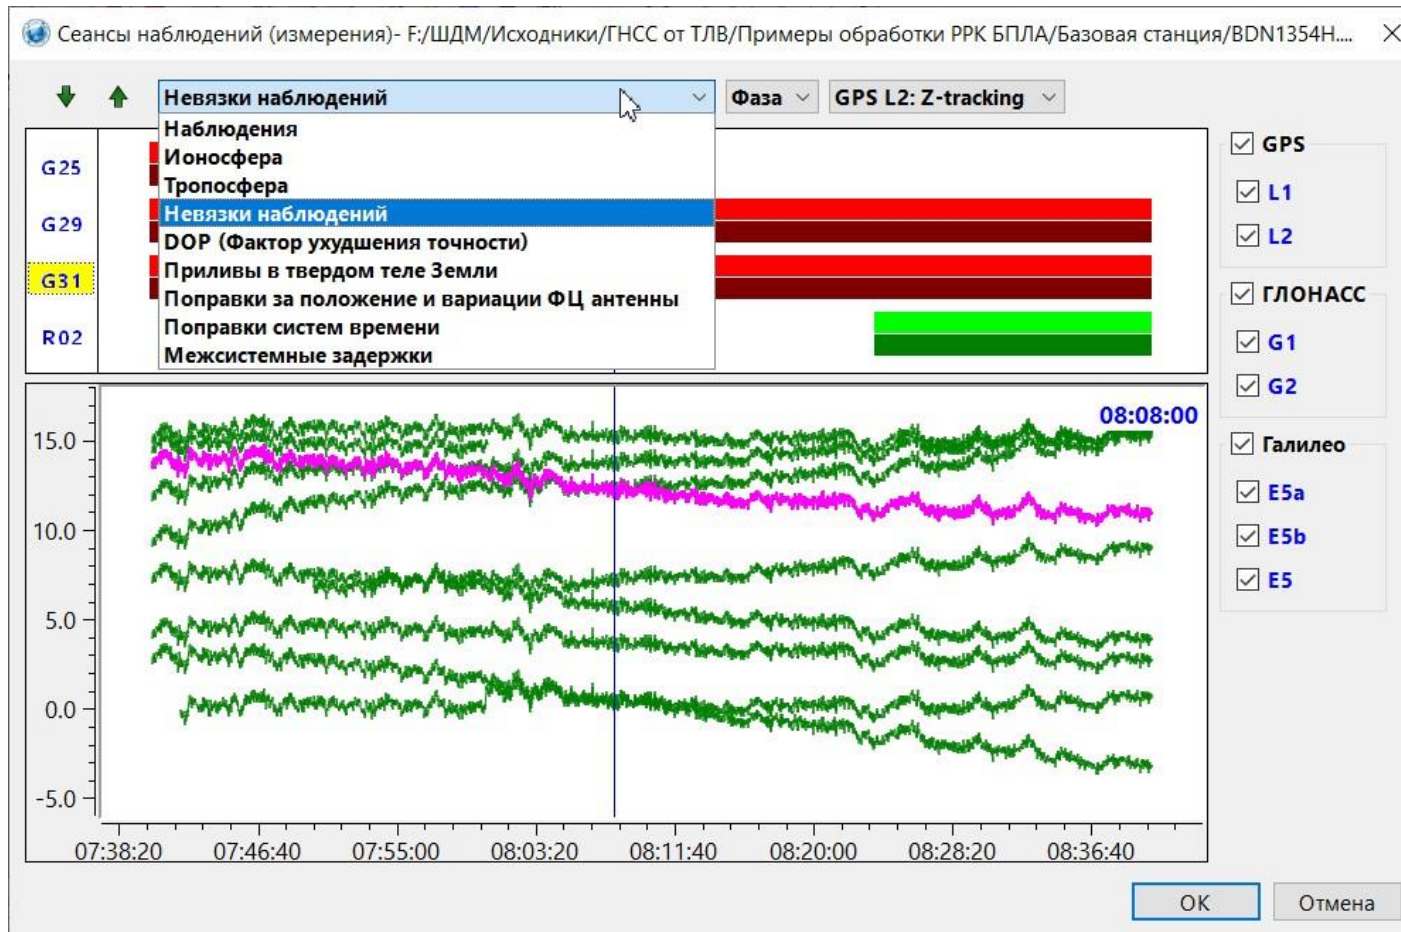 Сеансы наблюдений (измерения)- F:/ШДМ/Исходники/ГНСС от ТЛВ/Примеры обработки РРК БПЛА/Базовая станция/BDN1354H....
Невязки наблюдений
Фаза
GPS L2: Z-tracking
Наблюдения
Ионосфера
Тропосфера
Невязки наблюдений
DOP (Фактор ухудшения точности)
Приливы в твердом теле Земли
Поправки за положение и вариации ФЦ антенны
Поправки систем времени
Межсистемные задержки
G25
G29
G31
R02
GPS
L1
L2
ГЛОНАСС
G1
G2
Галилео
E5a
E5b
E5
08:08:00
15.0
10.0
5.0
0.0
-5.0
07:38:20 07:46:40 07:55:00 08:03:20 08:11:40 08:20:00 08:28:20 08:36:40
OK
Отмена